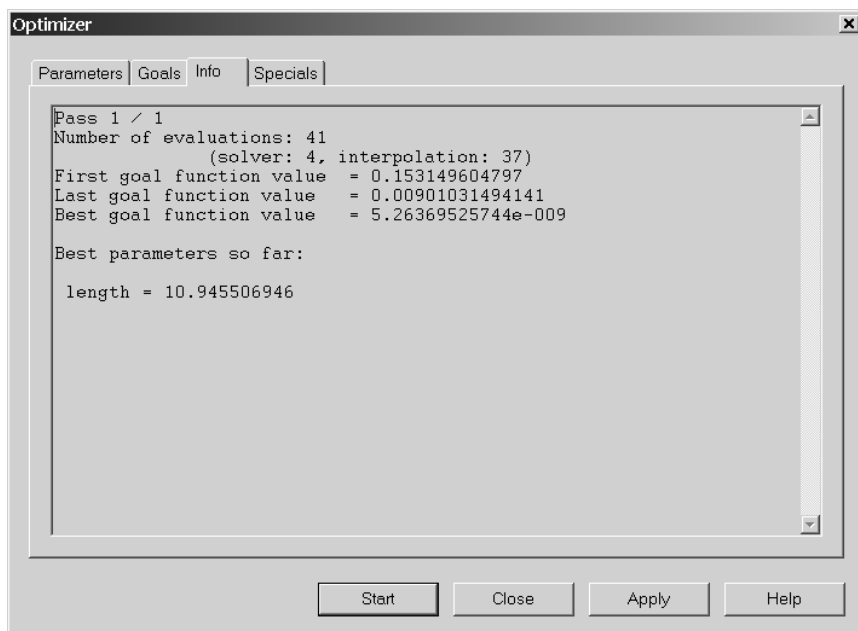 Optimizer
Parameters Goals Info Specials
Pass 1 / 1
Number of evaluations: 41
(solver: 4, interpolation: 37)
First goal function value = 0.153149604797
Last goal function value = 0.00901031494141
Best goal function value = 5.26369525744e-009
Best parameters so far:
length = 10.945506946
Start Close Apply Help